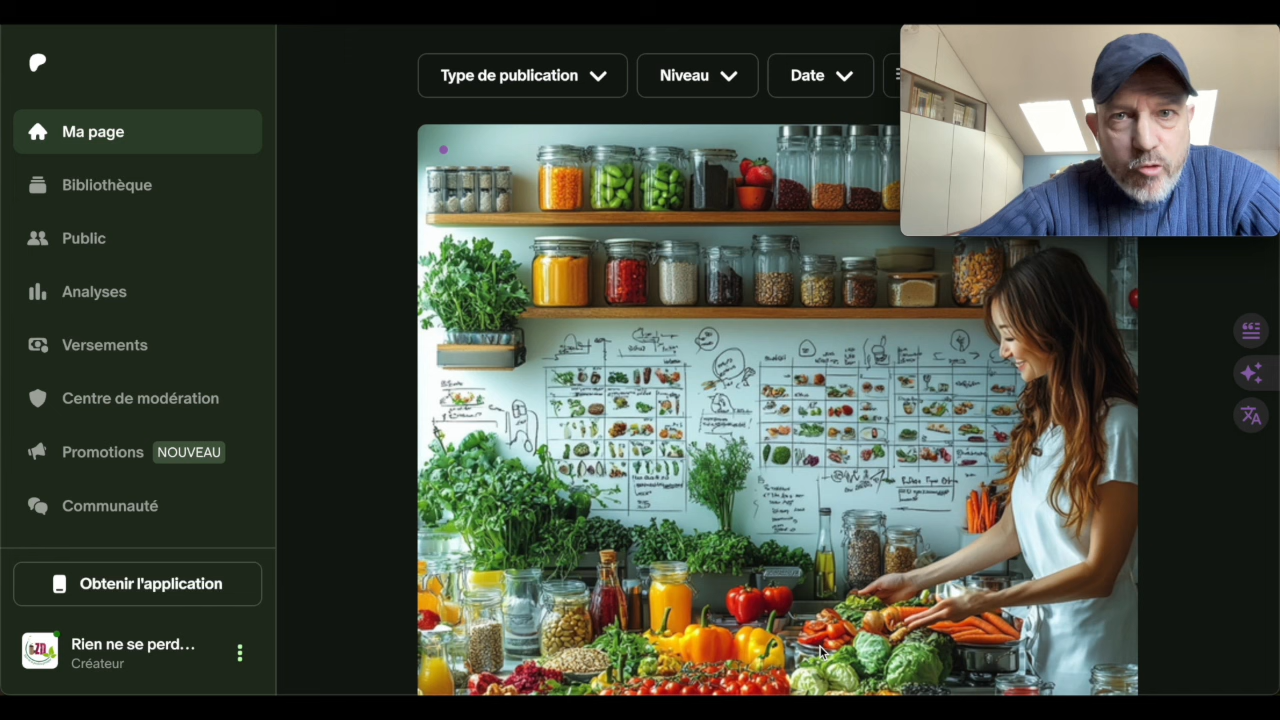 Type de publication
Niveau
Date
Ma page
Bibliothèque
Public
Analyses
Versements
Centre de modération
Promotions NOUVEAU
Communauté
Obtenir l'application
Rien ne se perd…
Créateur